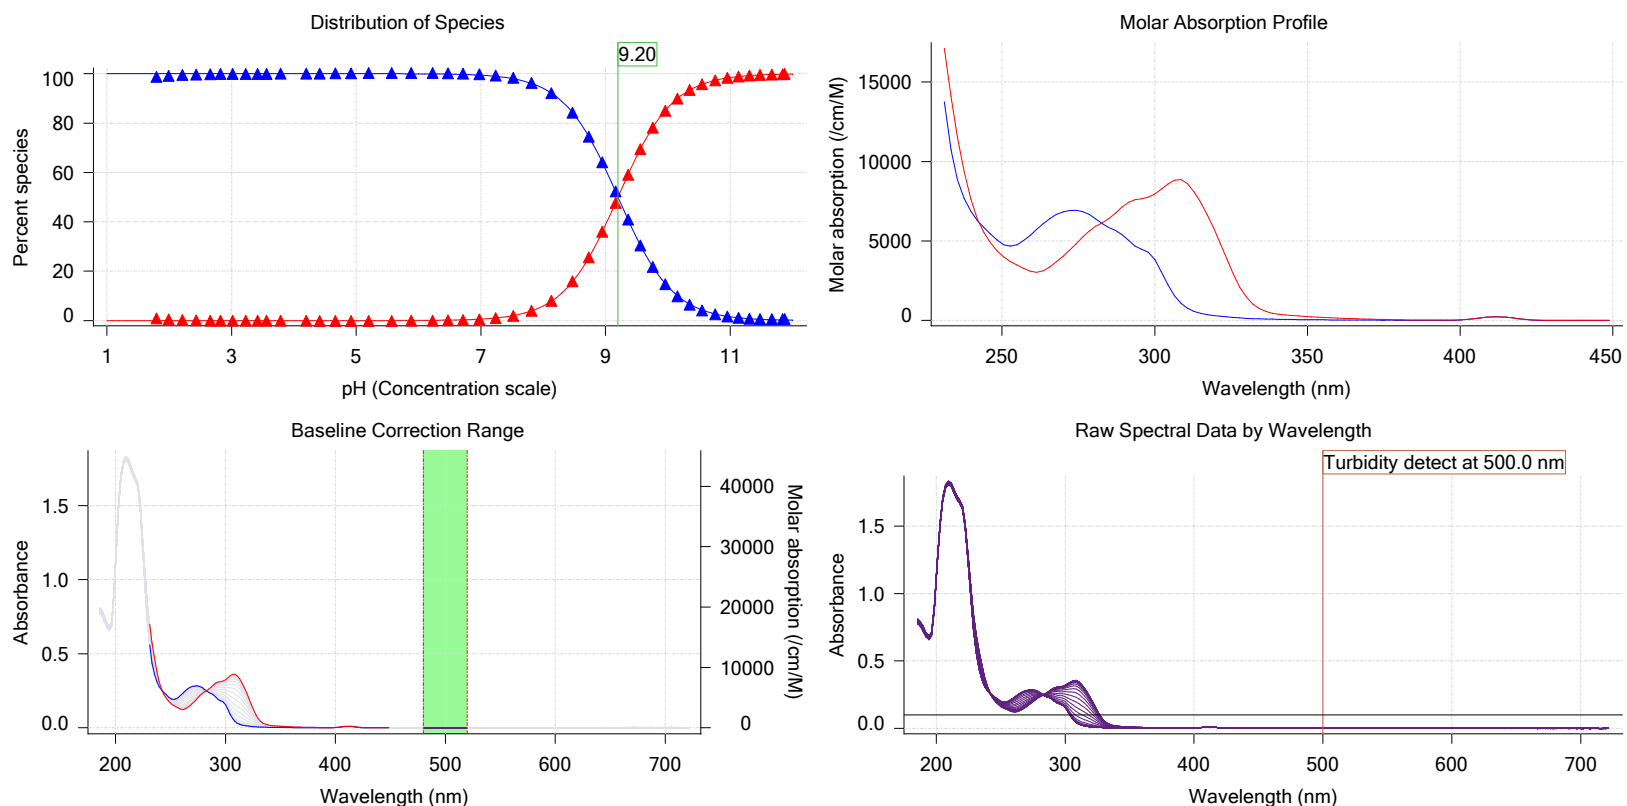 Distribution of Species
9.20
Percent species
100
80
60
40
20
0
1 3 5 7 9 11
pH (Concentration scale)
Molar Absorption Profile
Molar absorption (/cm/M)
15000
10000
5000
0
250 300 350 400 450
Wavelength (nm)
Baseline Correction Range
Absorbance
1.5
1.0
0.5
0.0
40000
30000
20000
10000
0
Molar absorption (/cm/M)
200 300 400 500 600 700
Wavelength (nm)
Raw Spectral Data by Wavelength
Turbidity detect at 500.0 nm
Absorbance
1.5
1.0
0.5
0.0
200 300 400 500 600 700
Wavelength (nm)